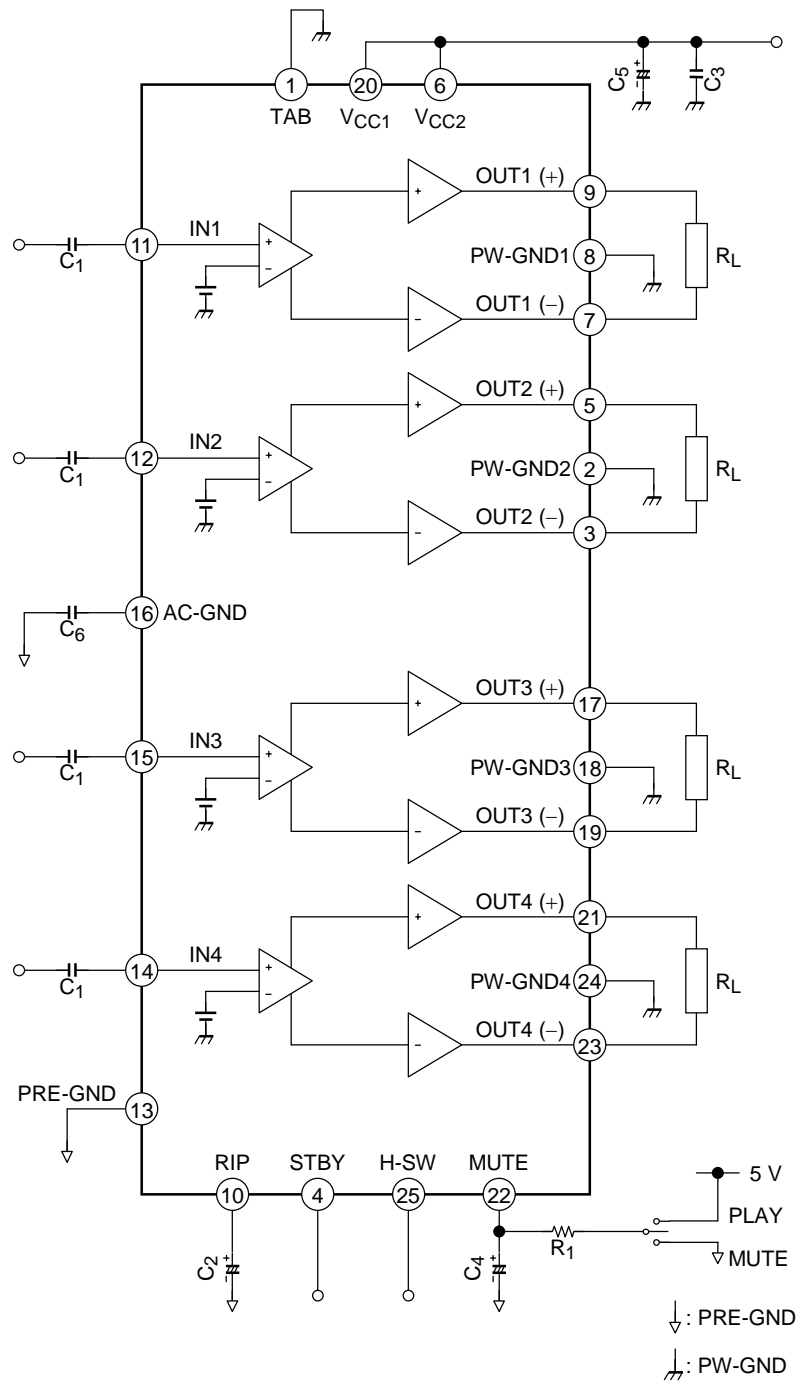 1 20 6
TAB VCC1 VCC2
C5 + −
C3
OUT1 (+)
9
+
11 IN1
C1
+
−
PW-GND1
8
RL
OUT1 (−)
7
−
OUT2 (+)
5
+
12 IN2
C1
+
−
PW-GND2
2
RL
OUT2 (−)
3
−
16 AC-GND
C6
OUT3 (+)
17
+
15 IN3
C1
+
−
PW-GND3
18
RL
OUT3 (−)
19
−
OUT4 (+)
21
+
14 IN4
C1
+
−
PW-GND4
24
RL
OUT4 (−)
23
−
PRE-GND
13
RIP STBY H-SW MUTE
10 4 25 22
C2 + −
C4 + −
R1
5 V
PLAY
MUTE
: PRE-GND
: PW-GND